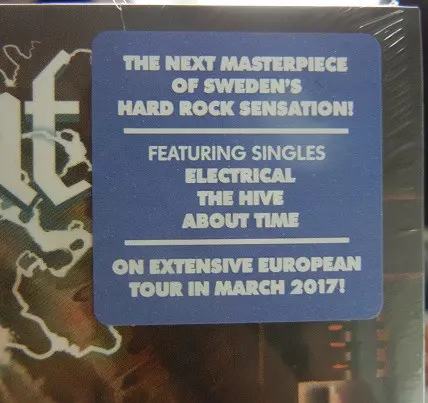 THE NEXT MASTERPIECE
OF SWEDEN'S
HARD ROCK SENSATION!
FEATURING SINGLES
ELECTRICAL
THE HIVE
ABOUT TIME
ON EXTENSIVE EUROPEAN
TOUR IN MARCH 2017!